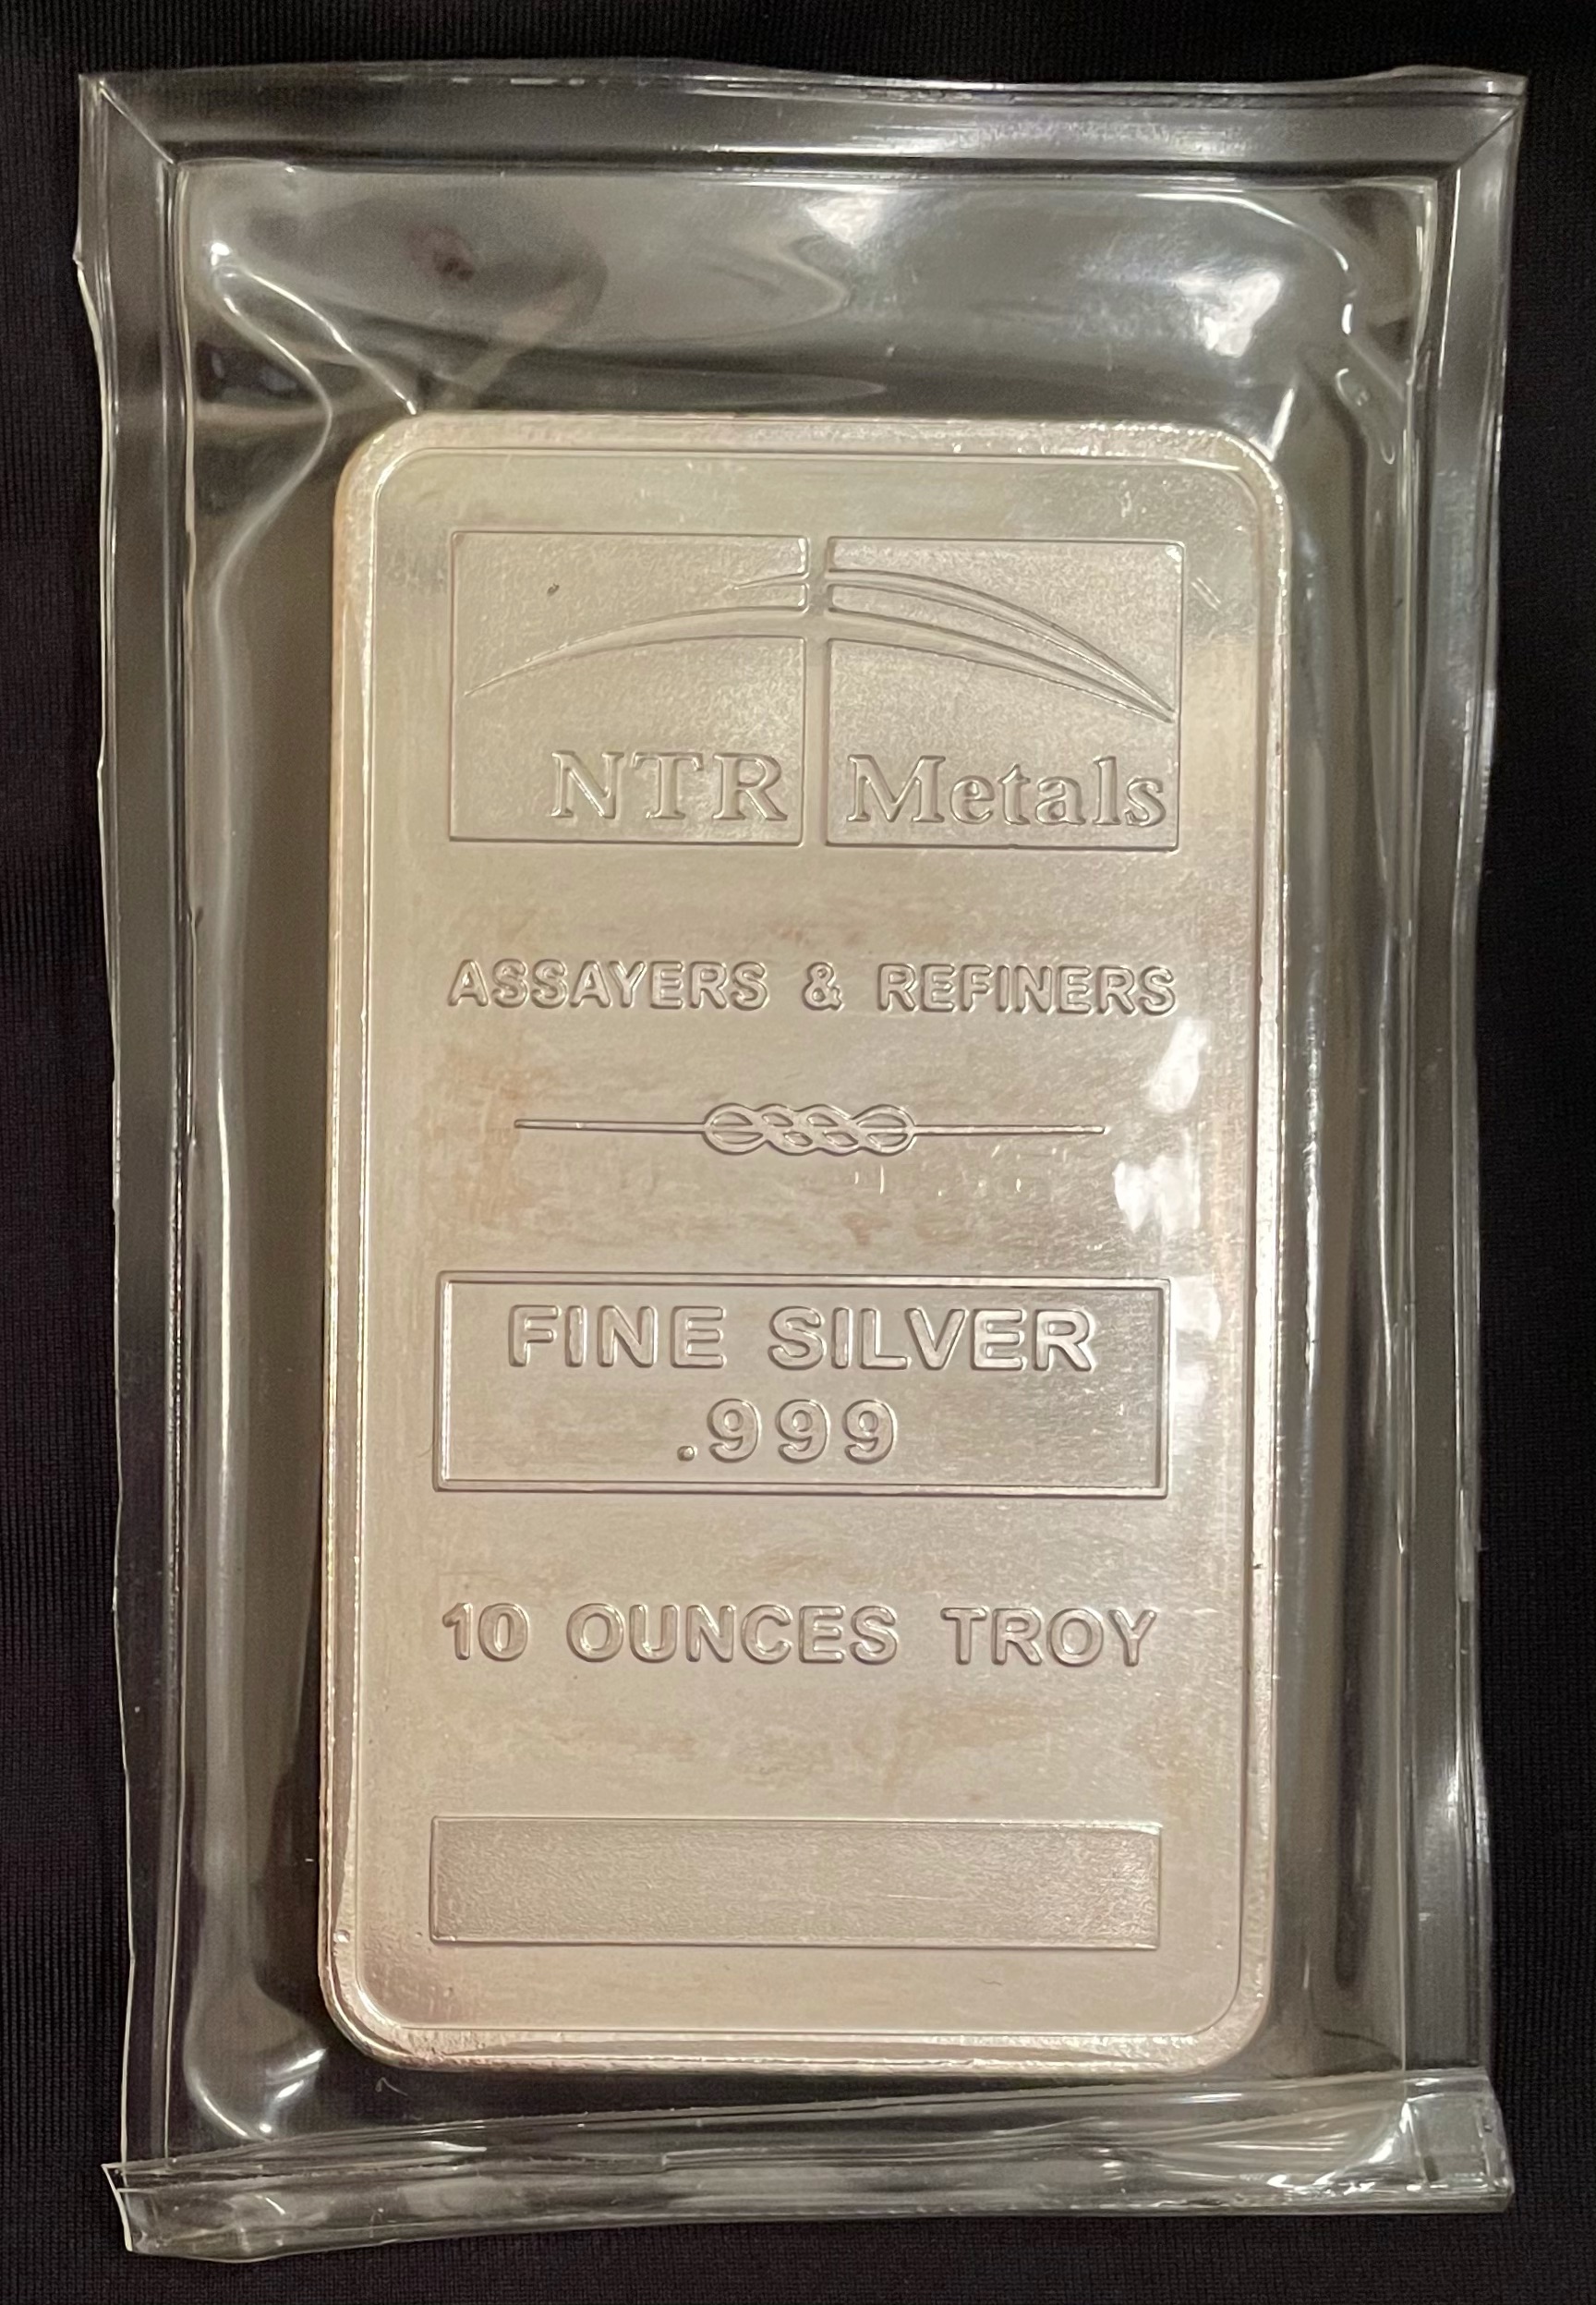 NTR Metals
ASSAYERS & REFINERS
FINE SILVER
.999
10 OUNCES TROY